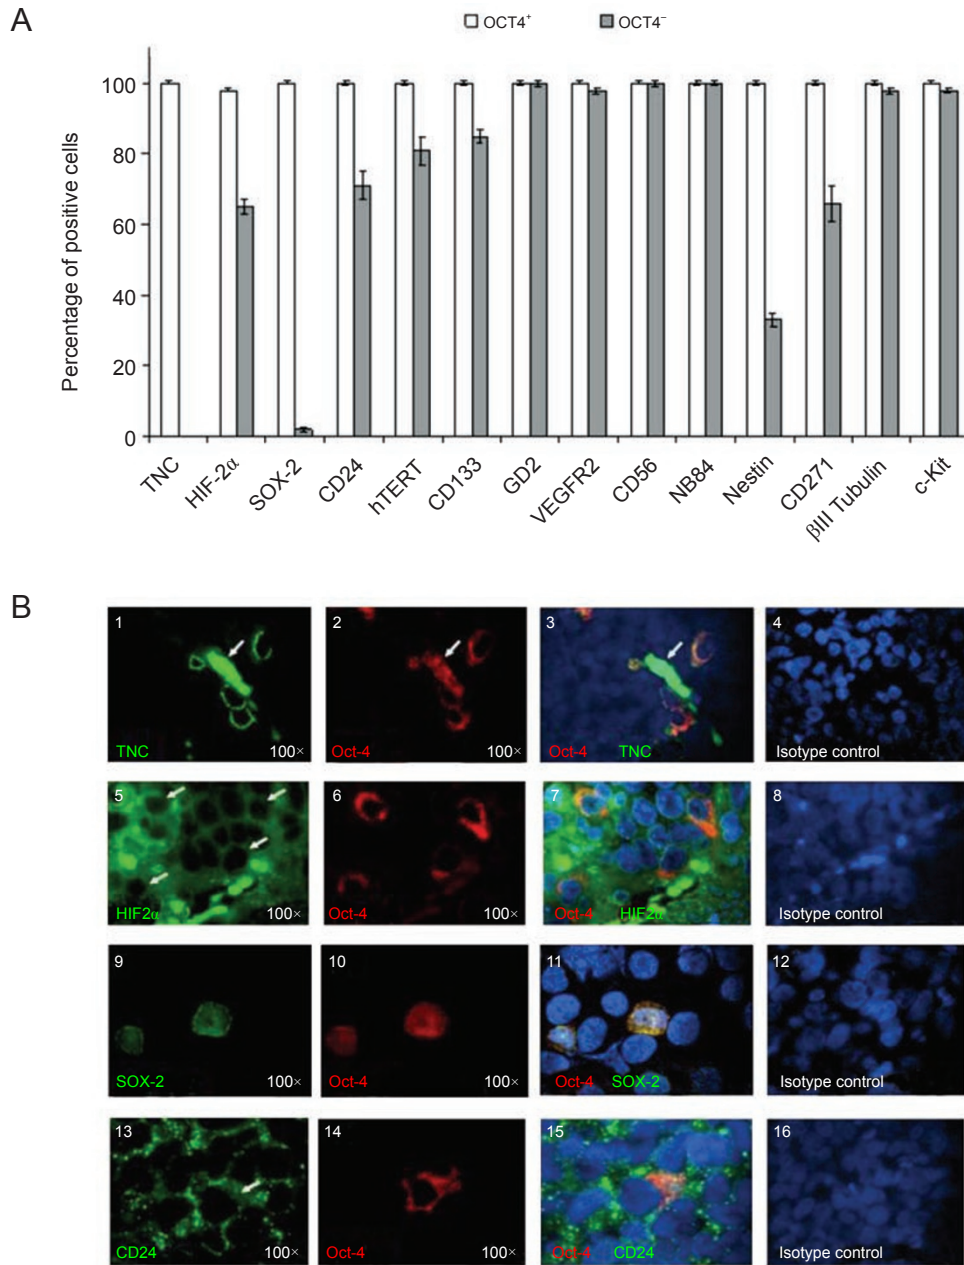 A
OCT4⁺ OCT4⁻
Percentage of positive cells
100
80
60
40
20
0
TNC HIF-2α SOX-2 CD24 hTERT CD133 GD2 VEGFR2 CD56 NB84 Nestin CD271 βIII Tubulin c-Kit
B
1 2 3 4
TNC 100× Oct-4 100× Oct-4 TNC Isotype control
5 6 7 8
HIF2α 100× Oct-4 100× Oct-4 HIF2α Isotype control
9 10 11 12
SOX-2 100× Oct-4 100× Oct-4 SOX-2 Isotype control
13 14 15 16
CD24 100× Oct-4 100× Oct-4 CD24 Isotype control